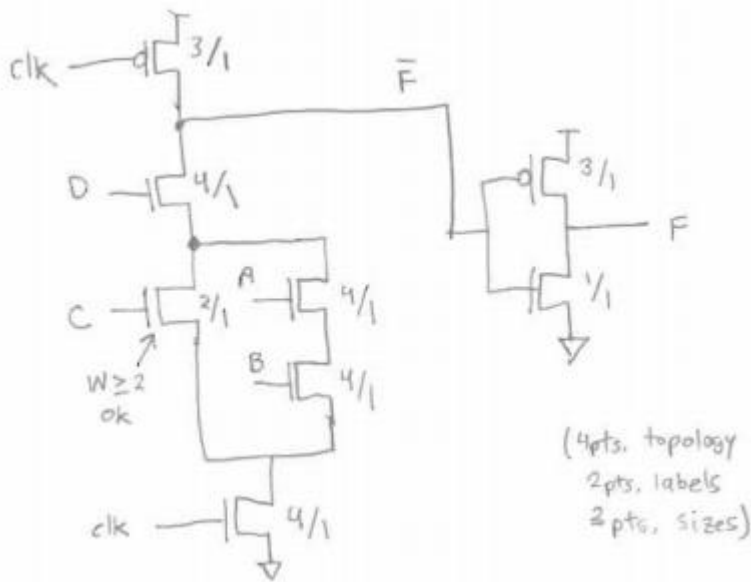 clk
3/1
F̅
D
4/1
3/1
F
A
4/1
C
2/1
1/1
W ≥ 2
ok
B
4/1
(4pts, topology
2pts, labels
2pts, sizes)
clk
4/1